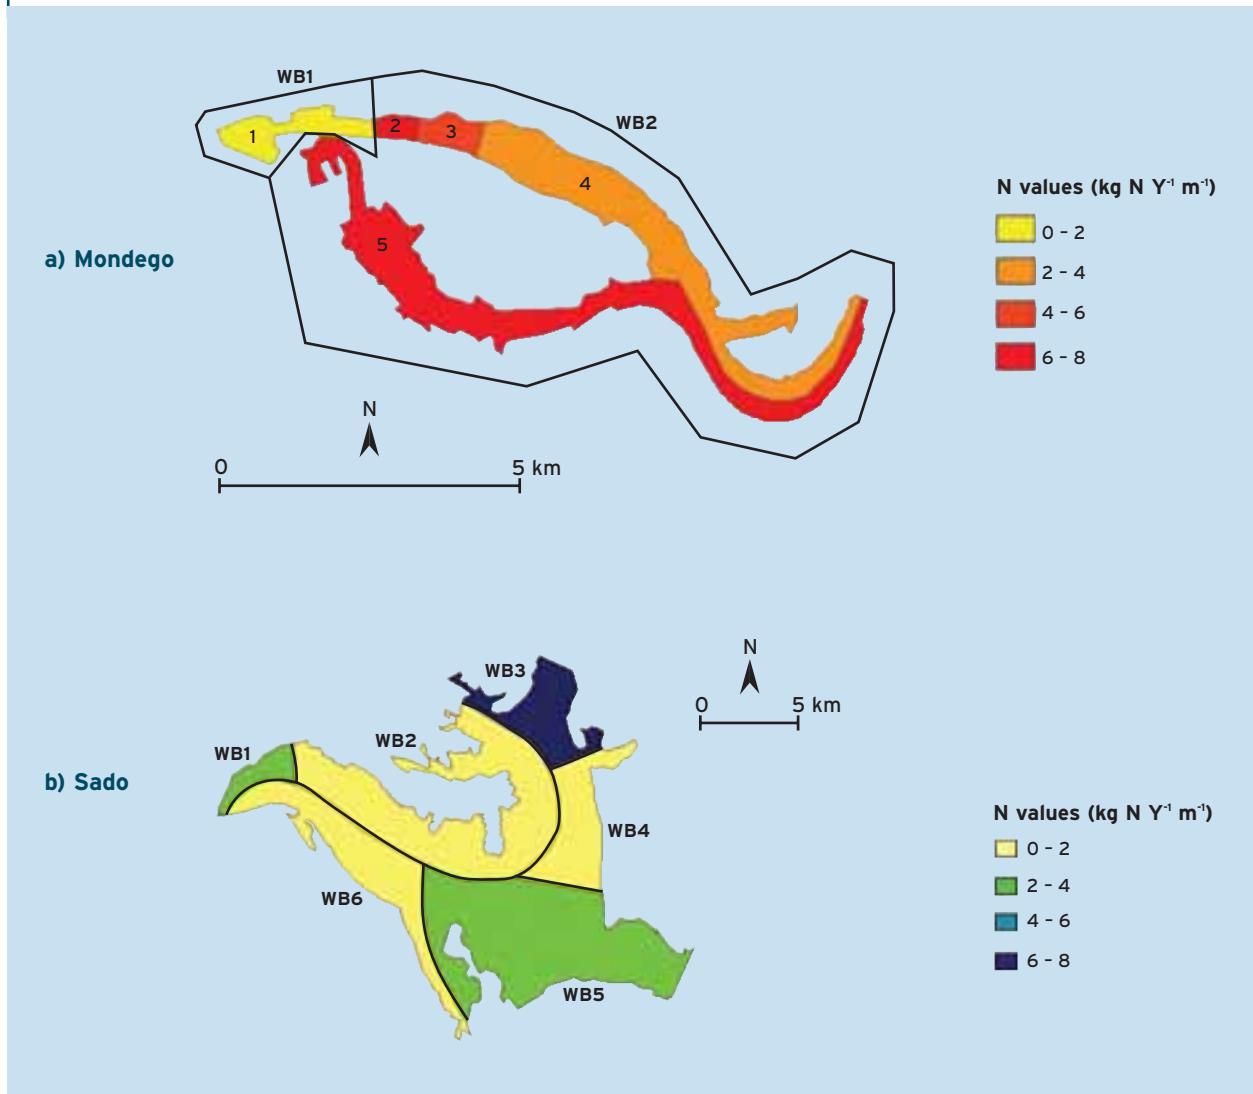 WB1
WB2
1
2
3
4
5
a) Mondego
N values (kg N Y⁻¹ m⁻¹)
0 - 2
2 - 4
4 - 6
6 - 8
N
0 5 km
b) Sado
WB3
WB2
WB1
WB4
WB6
WB5
N
0 5 km
N values (kg N Y⁻¹ m⁻¹)
0 - 2
2 - 4
4 - 6
6 - 8